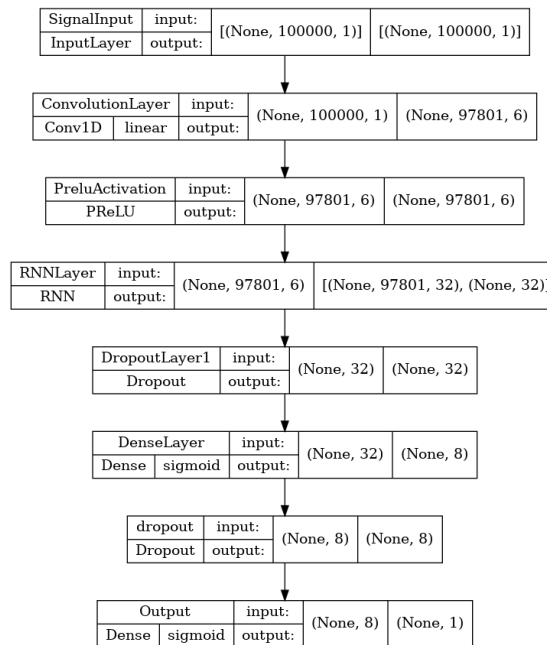 SignalInput input: [(None, 100000, 1)] [(None, 100000, 1)]
InputLayer output:
ConvolutionLayer input: (None, 100000, 1) (None, 97801, 6)
Conv1D linear output:
PreluActivation input: (None, 97801, 6) (None, 97801, 6)
PReLU output:
RNNLayer input: (None, 97801, 6) [(None, 97801, 32), (None, 32)]
RNN output:
DropoutLayer1 input: (None, 32) (None, 32)
Dropout output:
DenseLayer input: (None, 32) (None, 8)
Dense sigmoid output:
dropout input: (None, 8) (None, 8)
Dropout output:
Output input: (None, 8) (None, 1)
Dense sigmoid output: